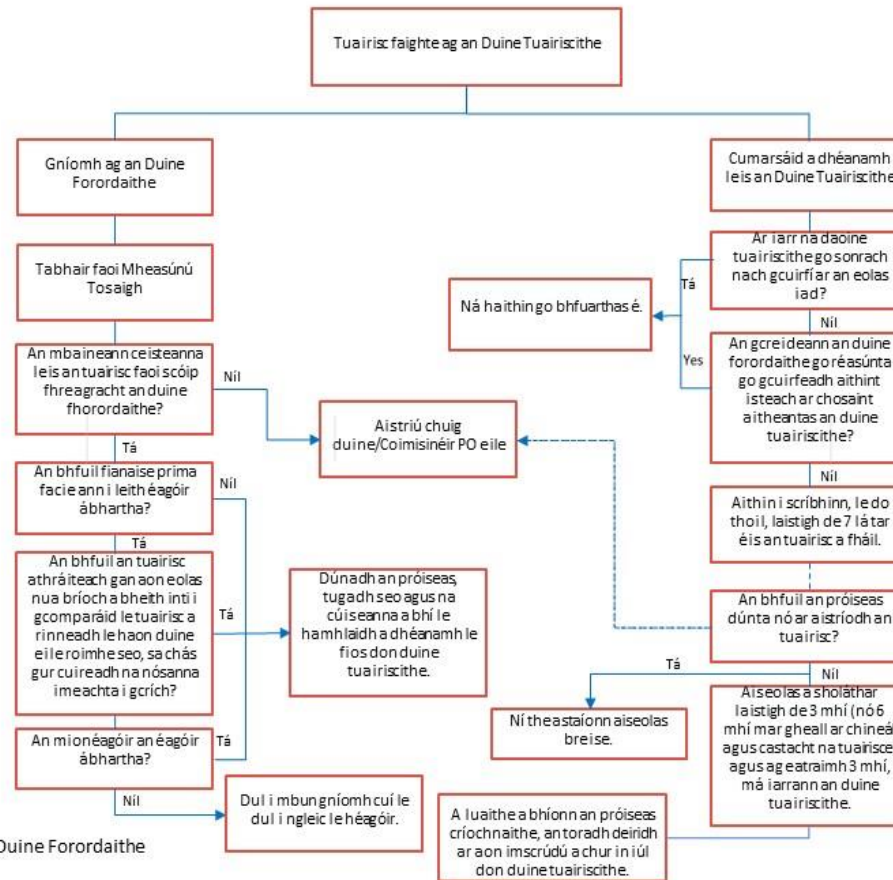 Tuairisc faighte ag an Duine Tuairiscithe
Gníomh ag an Duine
Forordaithe
Tabhair faoi Mheasúnú
Tosaigh
An mbaineann ceisteanna
leis an tuairisc faoi scóip
fhreagracht an duine
fhorordaithe?
Níl
Tá
An bhfuil fianaise prima
facie ann i leith éagóir
ábhartha?
Níl
Tá
An bhfuil an tuairisc
athráiteach gan aon eolas
nua bríoch a bheith inti i
gcomparáid le tuairisc a
rinneadh le haon duine
eile roimhe seo, sa chás
gur cuireadh na nósanna
imeachta i gcrích?
Tá
An mionéagóir an éagóir
ábhartha?
Tá
Níl
Dul i mbun gníomh cuí le
dul i ngleic le héagóir.
Dúnadh an próiseas,
tugadh seo agus na
cúiseanna a bhí le
hamhlaidh a dhéanamh le
fios don duine
tuairiscithe.
Aistriú chuig
duine/Coimisinéir PO eile
Cumarsáid a dhéanamh
leis an Duine Tuairiscithe
Ar iarr na daoine
tuairiscithe go sonrach
nach gcuirfí ar an eolas
iad?
Tá
Níl
Ná haithin go bhfuarthas é.
An gcreideann an duine
forordaithe go réasúnta
go gcuirfeadh aithint
isteach ar chosaint
aitheantas an duine
tuairiscithe?
Yes
Níl
Aithin i scríbhinn, le do
thoil, laistigh de 7 lá tar
éis an tuairisc a fháil.
An bhfuil an próiseas
dúnta nó ar aistríodh an
tuairisc?
Tá
Níl
Ní theastaíonn aiseolas
breise.
Aiseolas a sholáthar
laistigh de 3 mhí (nó 6
mhí mar gheall ar chineál
agus castacht na tuairisce
agus ag eatraimh 3 mhí,
má iarrann an duine
tuairiscithe.
A luaithe a bhíonn an próiseas
críochnaithe, an toradh deiridh
ar aon imscrúdú a chur in iúl
don duine tuairiscithe.
Duine Forordaithe